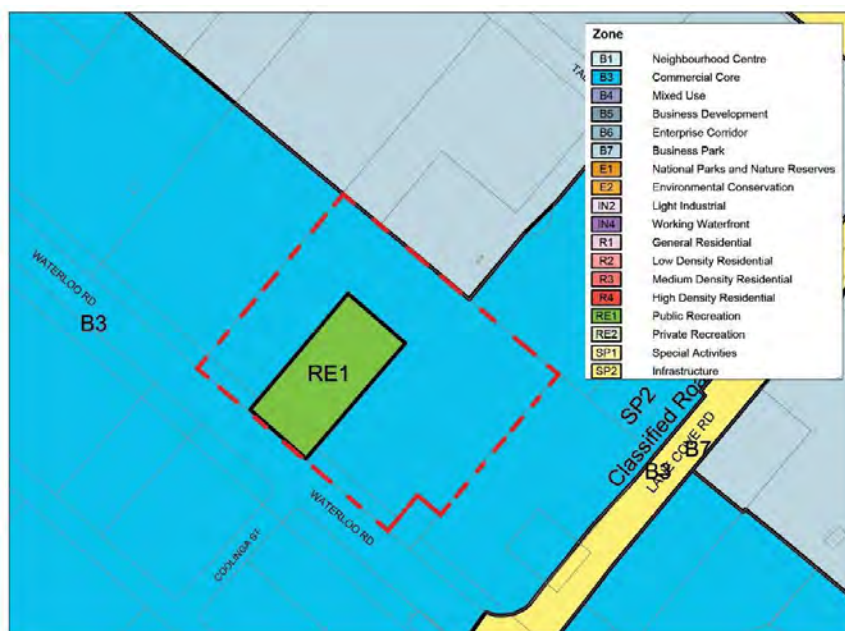 Zone
B1 Neighbourhood Centre
B3 Commercial Core
B4 Mixed Use
B5 Business Development
B6 Enterprise Corridor
B7 Business Park
E1 National Parks and Nature Reserves
E2 Environmental Conservation
IN2 Light Industrial
IN4 Working Waterfront
R1 General Residential
R2 Low Density Residential
R3 Medium Density Residential
R4 High Density Residential
RE1 Public Recreation
RE2 Private Recreation
SP1 Special Activities
SP2 Infrastructure
WATERLOO RD
B3
RE1
WATERLOO RD
COOLINGA ST
SP2
Classified Road
LANE COVE RD
B3
B7